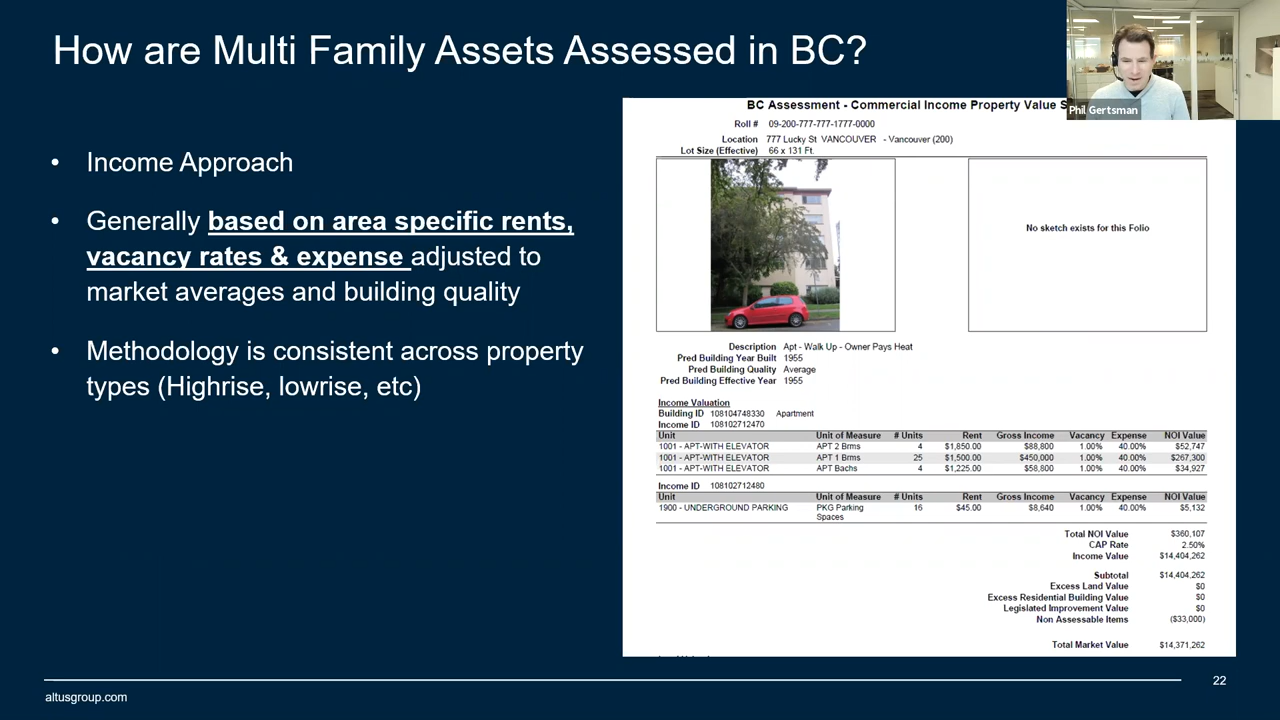 How are Multi Family Assets Assessed in BC?
Phil Gertsman
• Income Approach
• Generally based on area specific rents,
vacancy rates & expense adjusted to
market averages and building quality
• Methodology is consistent across property
types (Highrise, lowrise, etc)
BC Assessment - Commercial Income Property Value
Roll # 09-200-777-777-1777-0000
Location 777 Lucky St VANCOUVER - Vancouver (200)
Lot Size (Effective) 66 x 131 Ft.
No sketch exists for this Folio
Description Apt - Walk Up - Owner Pays Heat
Pred Building Year Built 1955
Pred Building Quality Average
Pred Building Effective Year 1955
Income Valuation
Building ID 108104748330 Apartment
Income ID 108102712470
Unit Unit of Measure # Units Rent Gross Income Vacancy Expense NOI Value
1001 - APT-WITH ELEVATOR APT 2 Brms 4 $1,850.00 $88,800 1.00% 40.00% $52,747
1001 - APT-WITH ELEVATOR APT 1 Brms 25 $1,500.00 $450,000 1.00% 40.00% $267,300
1001 - APT-WITH ELEVATOR APT Bachs 4 $1,225.00 $58,800 1.00% 40.00% $34,927
Income ID 108102712480
Unit Unit of Measure # Units Rent Gross Income Vacancy Expense NOI Value
1900 - UNDERGROUND PARKING PKG Parking 16 $45.00 $8,640 1.00% 40.00% $5,132
Spaces
Total NOI Value $360,107
CAP Rate 2.50%
Income Value $14,404,262
Subtotal $14,404,262
Excess Land Value $0
Excess Residential Building Value $0
Legislated Improvement Value $0
Non Assessable Items ($33,000)
Total Market Value $14,371,262
altusgroup.com
22